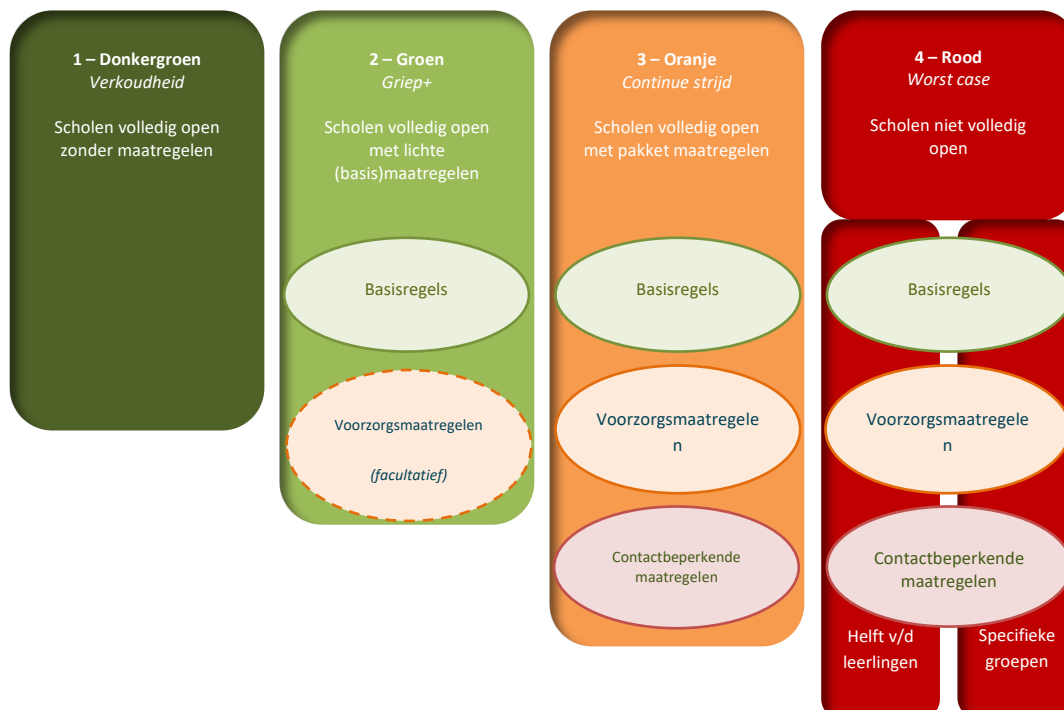 1 – Donkergroen
Verkoudheid
Scholen volledig open
zonder maatregelen
2 – Groen
Griep+
Scholen volledig open
met lichte
(basis)maatregelen
Basisregels
Voorzorgsmaatregelen
(facultatief)
3 – Oranje
Continue strijd
Scholen volledig open
met pakket maatregelen
Basisregels
Voorzorgsmaatregele
n
Contactbeperkende
maatregelen
4 – Rood
Worst case
Scholen niet volledig
open
Basisregels
Voorzorgsmaatregele
n
Contactbeperkende
maatregelen
Helft v/d
leerlingen
Specifieke
groepen